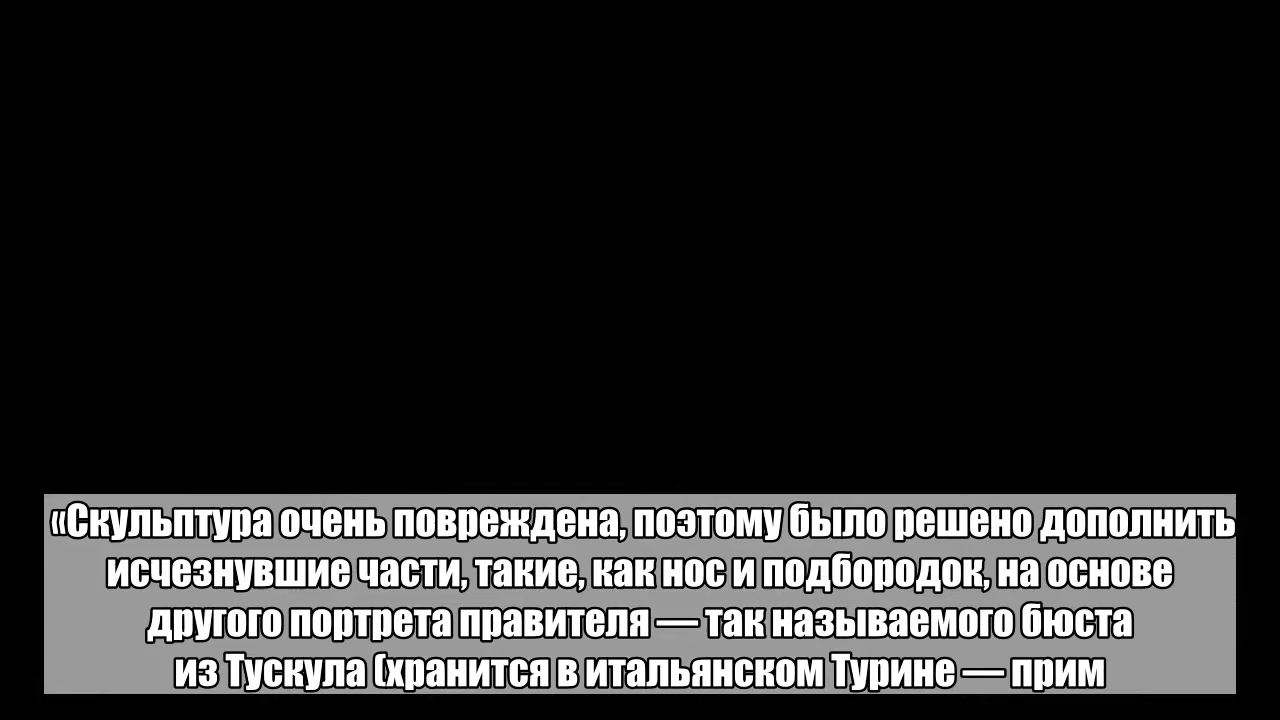 «Скульптура очень повреждена, поэтому было решено дополнить
исчезнувшие части, такие, как нос и подбородок, на основе
другого портрета правителя — так называемого бюста
из Тускула (хранится в итальянском Турине — прим